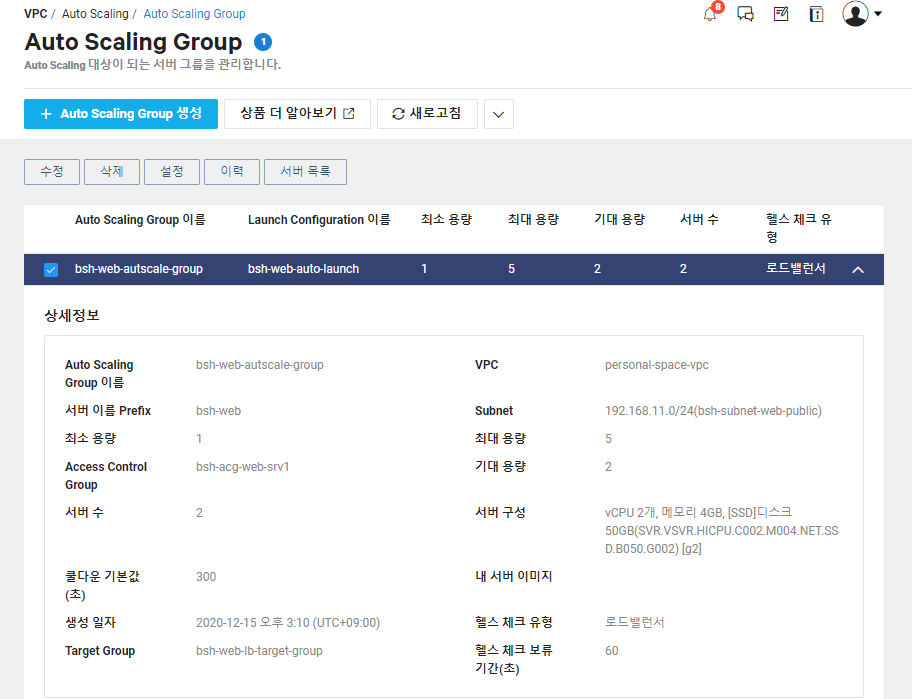 VPC / Auto Scaling / Auto Scaling Group
8
Auto Scaling Group 1
Auto Scaling 대상이 되는 서버 그룹을 관리합니다.
+ Auto Scaling Group 생성
상품 더 알아보기
새로고침
수정 삭제 설정 이력 서버 목록
Auto Scaling Group 이름 Launch Configuration 이름 최소 용량 최대 용량 기대 용량 서버 수 헬스 체크 유
형
bsh-web-autscale-group bsh-web-auto-launch 1 5 2 2 로드밸런서
상세정보
Auto Scaling bsh-web-autscale-group VPC personal-space-vpc
Group 이름
서버 이름 Prefix bsh-web Subnet 192.168.11.0/24(bsh-subnet-web-public)
최소 용량 1 최대 용량 5
Access Control bsh-acg-web-srv1 기대 용량 2
Group
서버 수 2 서버 구성 vCPU 2개, 메모리 4GB, [SSD]디스크
50GB(SVR.VSVR.HICPU.C002.M004.NET.SS
D.B050.G002) [g2]
쿨다운 기본값 300 내 서버 이미지
(초)
생성 일자 2020-12-15 오후 3:10 (UTC+09:00) 헬스 체크 유형 로드밸런서
Target Group bsh-web-lb-target-group 헬스 체크 보류 60
기간(초)